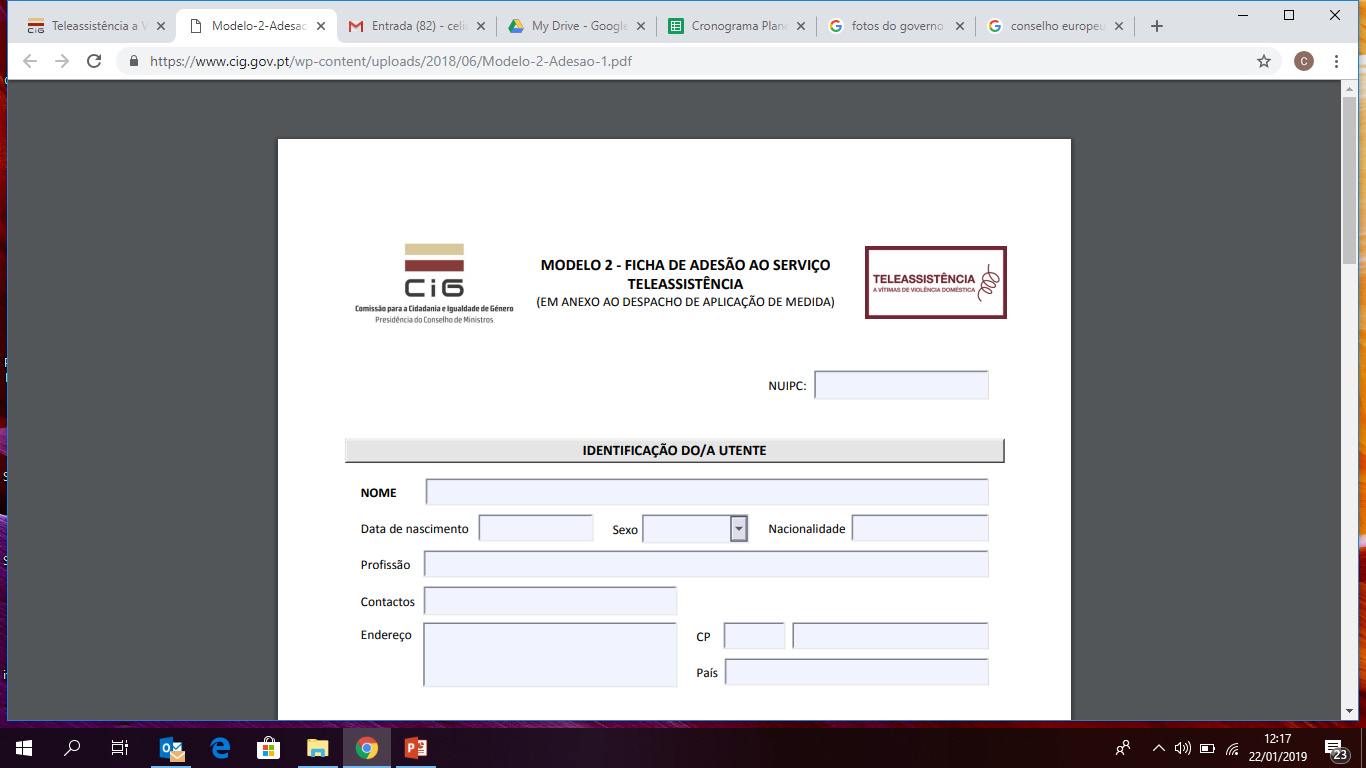 Teleassistência a V
Modelo-2-Adesac
Entrada (82) - celia
My Drive - Google
Cronograma Plane
fotos do governo
conselho europeu
https://www.cig.gov.pt/wp-content/uploads/2018/06/Modelo-2-Adesao-1.pdf
C
CiG
Comissão para a Cidadania e Igualdade de Género
Presidência do Conselho de Ministros
MODELO 2 - FICHA DE ADESÃO AO SERVIÇO
TELEASSISTÊNCIA
(EM ANEXO AO DESPACHO DE APLICAÇÃO DE MEDIDA)
TELEASSISTÊNCIA
A VÍTIMAS DE VIOLÊNCIA DOMÉSTICA
NUIPC:
IDENTIFICAÇÃO DO/A UTENTE
NOME
Data de nascimento
Sexo
Nacionalidade
Profissão
Contactos
Endereço
CP
País
12:17
22/01/2019
23